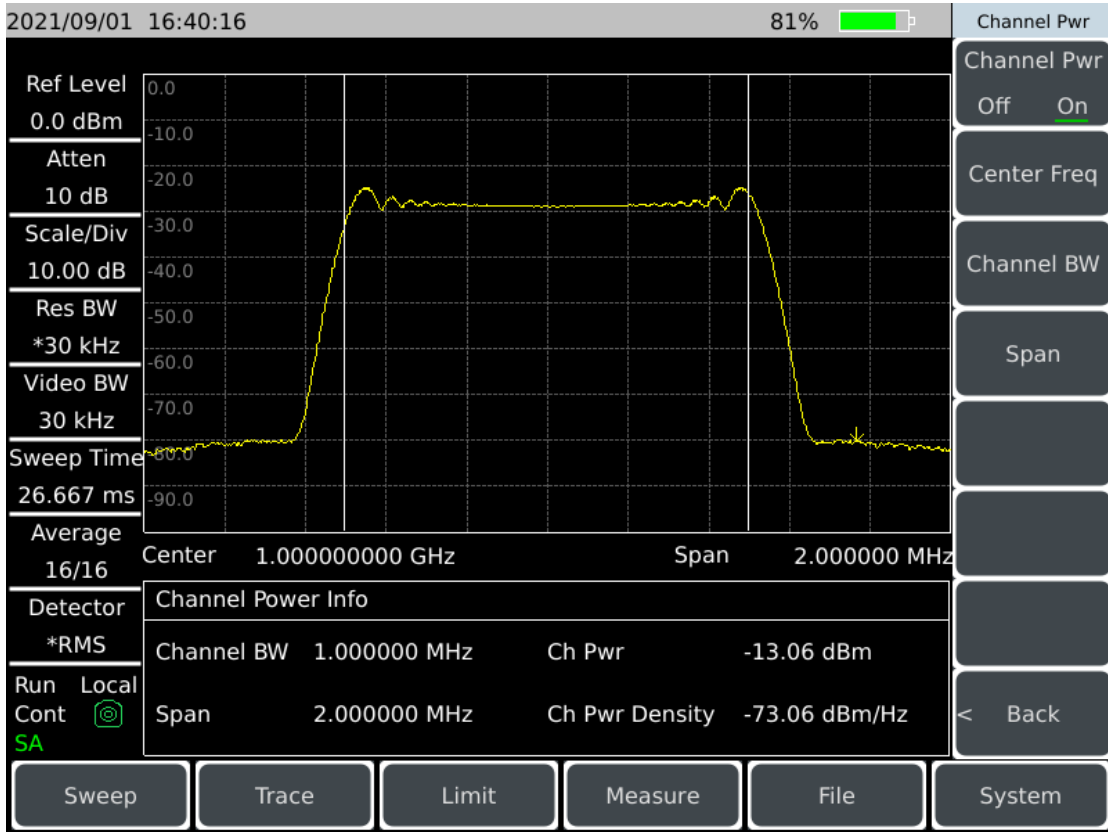 2021/09/01 16:40:16 81% Channel Pwr
Ref Level
0.0 dBm
Atten
10 dB
Scale/Div
10.00 dB
Res BW
*30 kHz
Video BW
30 kHz
Sweep Time
26.667 ms
Average
16/16
Detector
*RMS
Run Local
Cont
SA
0.0
-10.0
-20.0
-30.0
-40.0
-50.0
-60.0
-70.0
-80.0
-90.0
Center 1.0000000000 GHz Span 2.000000 MHz
Channel Power Info
Channel BW 1.000000 MHz Ch Pwr -13.06 dBm
Span 2.000000 MHz Ch Pwr Density -73.06 dBm/Hz
Channel Pwr
Off On
Center Freq
Channel BW
Span
< Back
Sweep Trace Limit Measure File System